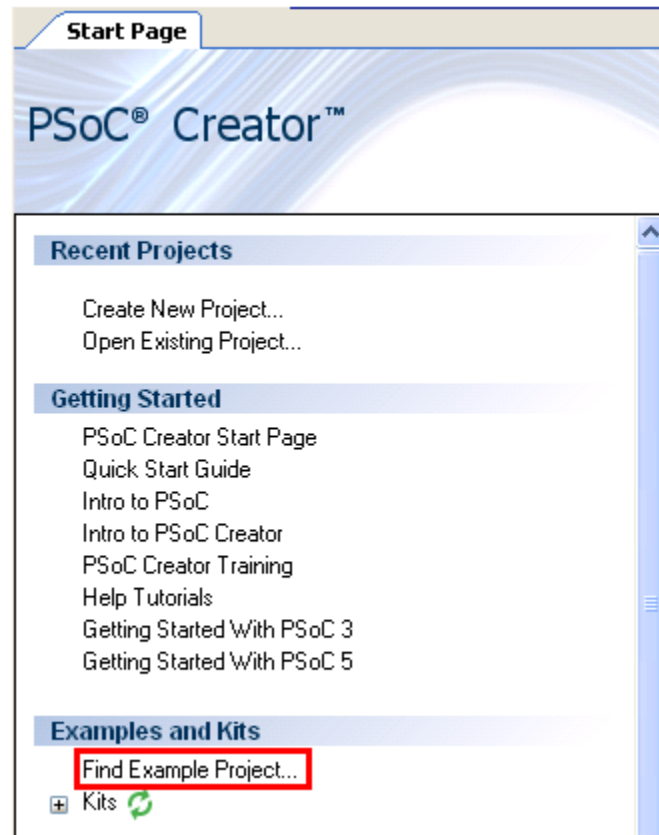 Start Page
PSoC® Creator™
Recent Projects
Create New Project...
Open Existing Project...
Getting Started
PSoC Creator Start Page
Quick Start Guide
Intro to PSoC
Intro to PSoC Creator
PSoC Creator Training
Help Tutorials
Getting Started With PSoC 3
Getting Started With PSoC 5
Examples and Kits
Find Example Project...
Kits